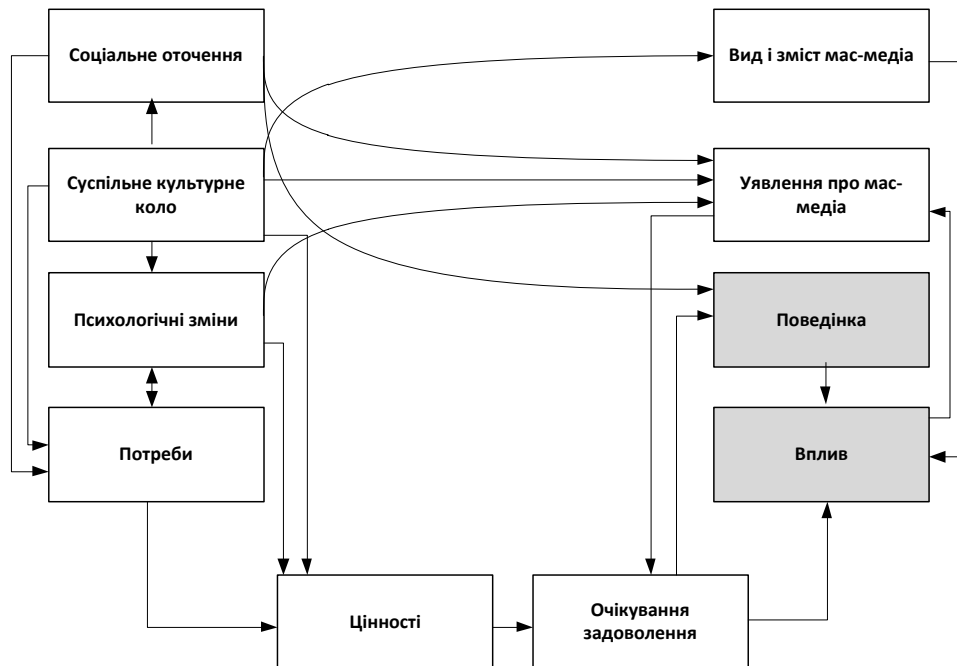 Соціальне оточення
Вид і зміст мас-медіа
Суспільне культурне
коло
Уявлення про мас-
медіа
Психологічні зміни
Поведінка
Потреби
Вплив
Цінності
Очікування
задоволення